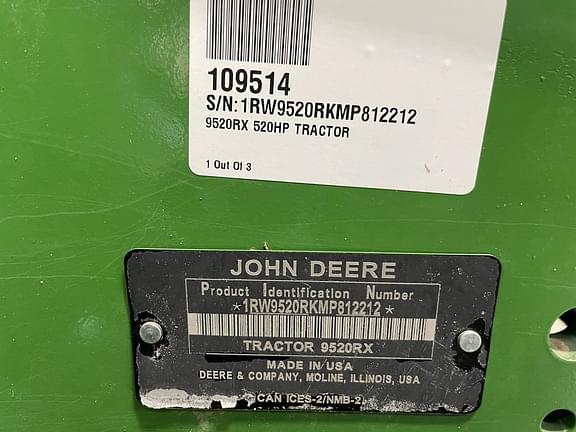 109514
S/N:1RW9520RKMP812212
9520RX 520HP TRACTOR
1 Out Of 3
JOHN DEERE
Product Identification Number
*1RW9520RKMP812212*
TRACTOR 9520RX
MADE IN USA
DEERE & COMPANY, MOLINE, ILLINOIS, USA
CAN ICES-2/NMB-2